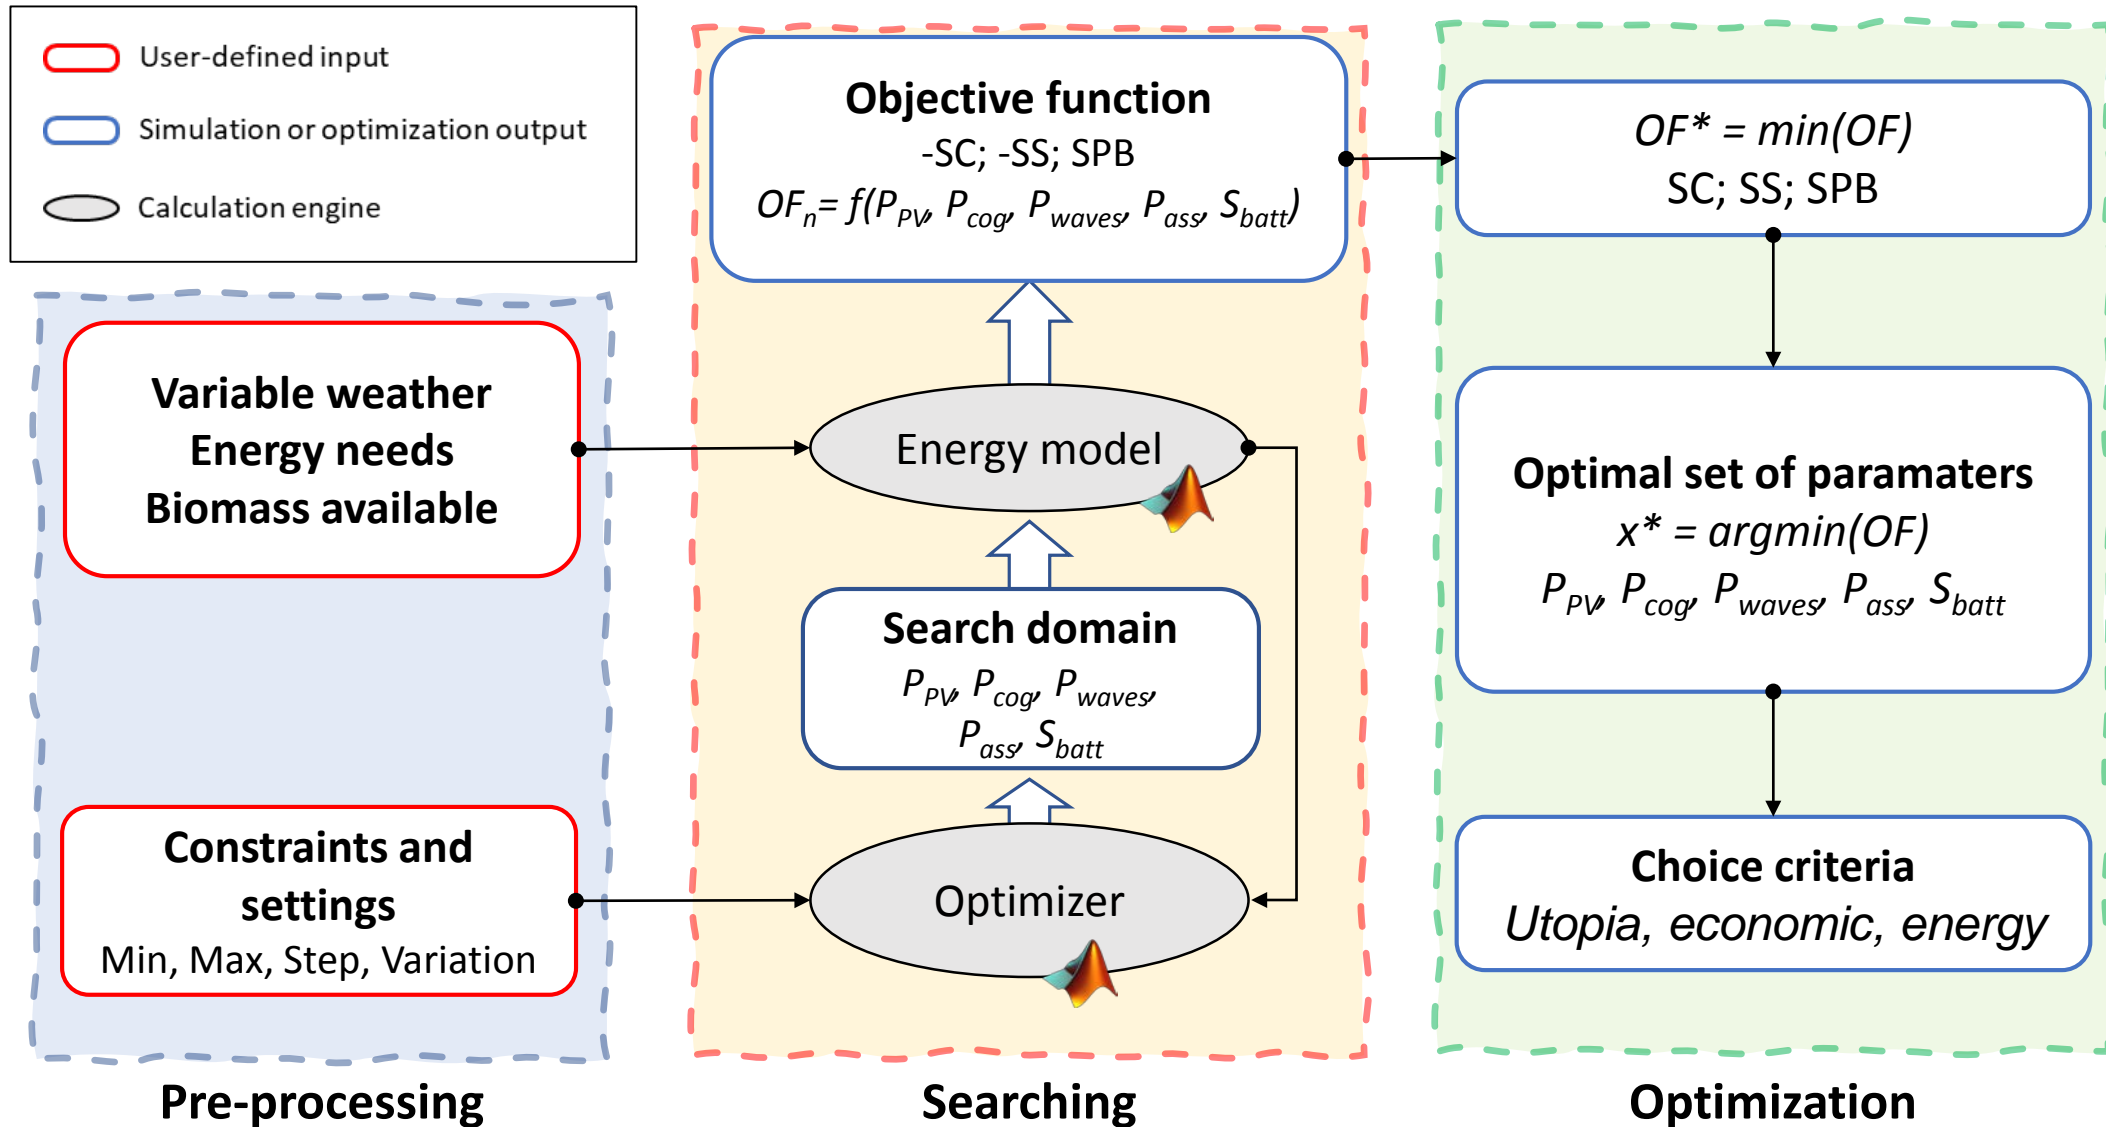 User-defined input
Simulation or optimization output
Calculation engine
Variable weather
Energy needs
Biomass available
Constraints and
settings
Min, Max, Step, Variation
Pre-processing
Objective function
-SC; -SS; SPB
OFn= f(PPV, Pcog, Pwaves, Pass, Sbatt)
Energy model
Search domain
PPV, Pcog, Pwaves,
Pass, Sbatt
Optimizer
Searching
OF* = min(OF)
SC; SS; SPB
Optimal set of paramaters
x* = argmin(OF)
PPV, Pcog, Pwaves, Pass, Sbatt
Choice criteria
Utopia, economic, energy
Optimization